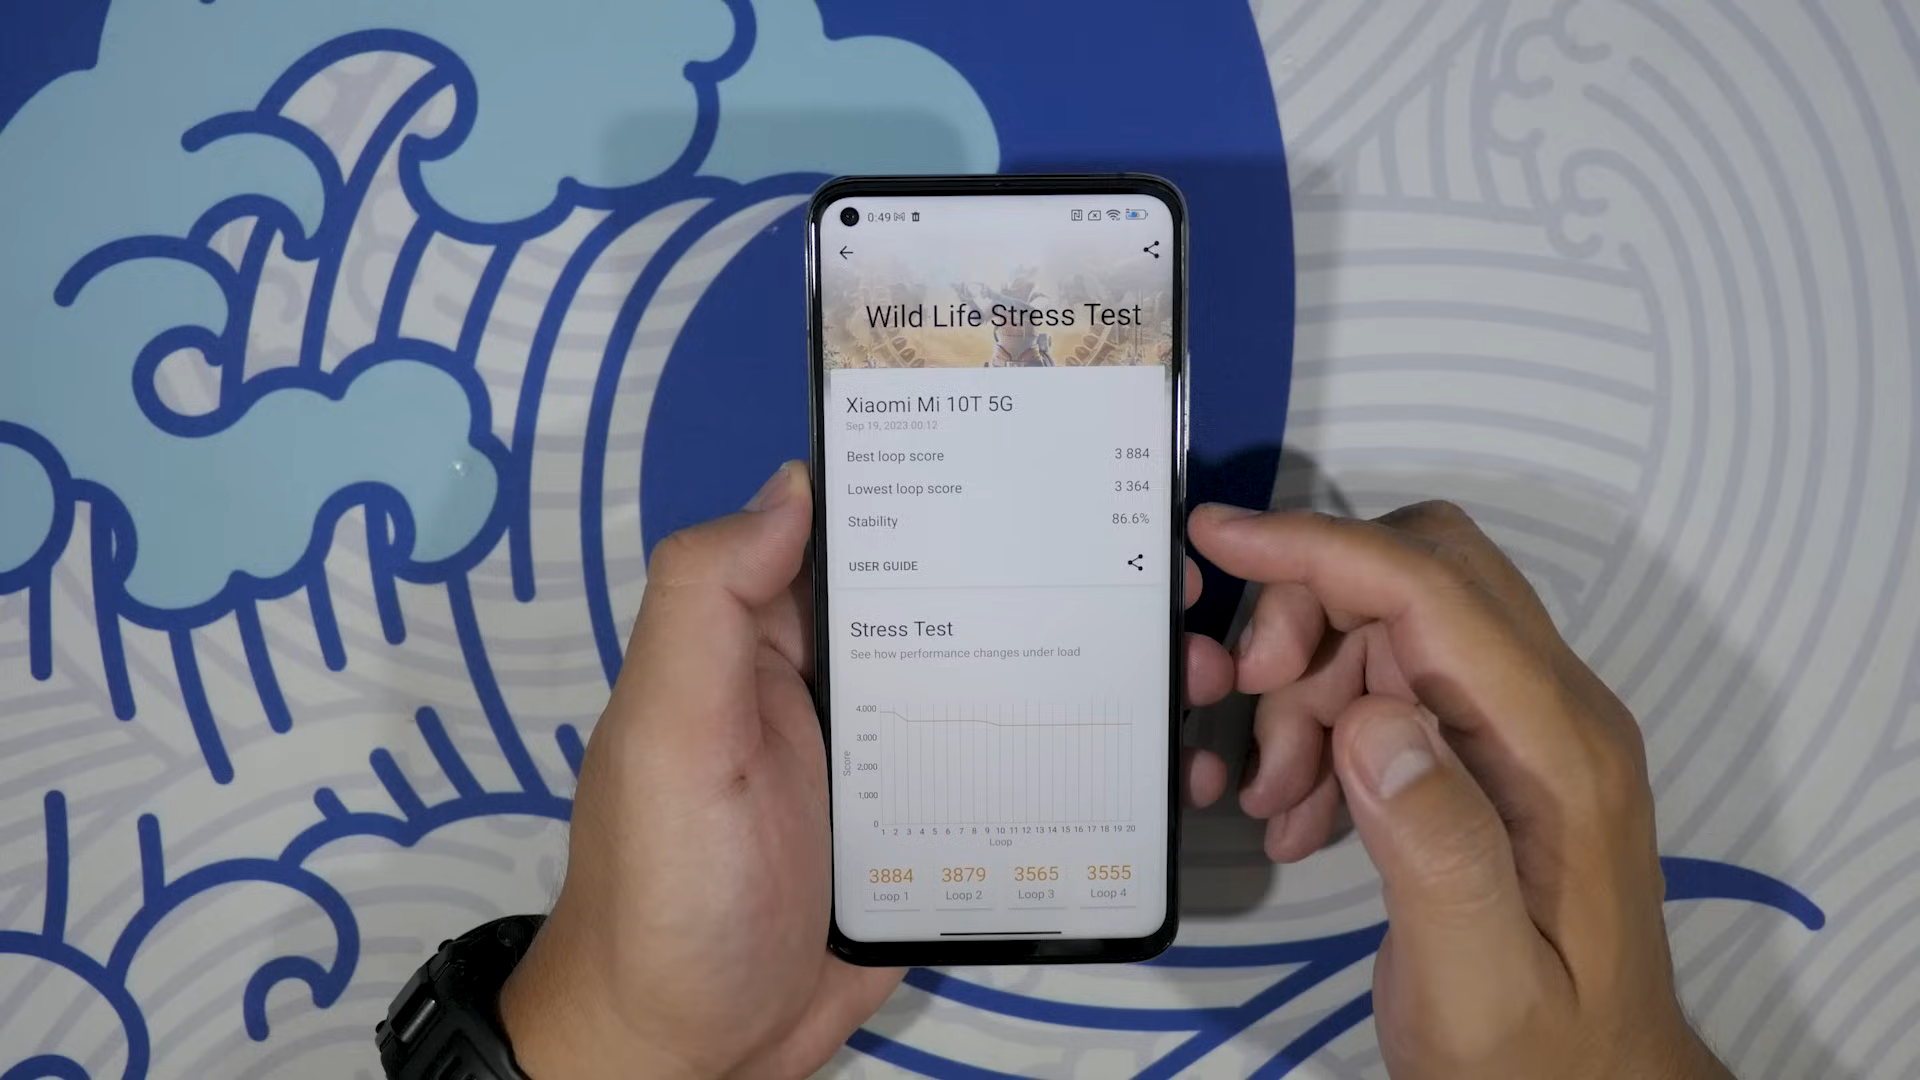 0:49
Wild Life Stress Test
Xiaomi Mi 10T 5G
Sep 19, 2023 00:12
Best loop score 3 884
Lowest loop score 3 364
Stability 86.6%
USER GUIDE
Stress Test
See how performance changes under load
4,000
3,000
2,000
1,000
0
Score
1 2 3 4 5 6 7 8 9 10 11 12 13 14 15 16 17 18 19 20
Loop
3884 3879 3565 3555
Loop 1 Loop 2 Loop 3 Loop 4